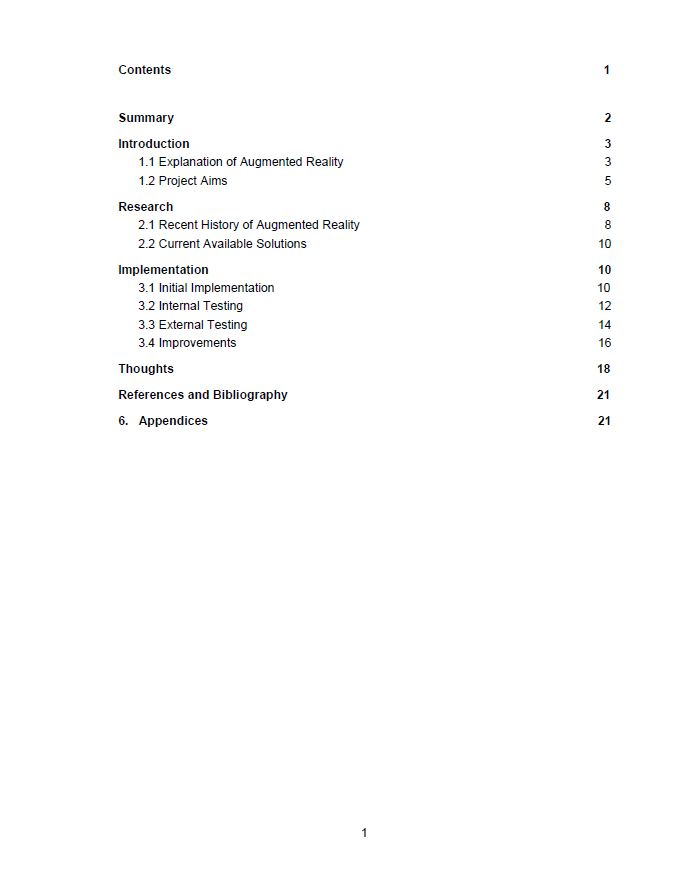 Contents 1
Summary 2
Introduction 3
1.1 Explanation of Augmented Reality 3
1.2 Project Aims 5
Research 8
2.1 Recent History of Augmented Reality 8
2.2 Current Available Solutions 10
Implementation 10
3.1 Initial Implementation 10
3.2 Internal Testing 12
3.3 External Testing 14
3.4 Improvements 16
Thoughts 18
References and Bibliography 21
6. Appendices 21
1